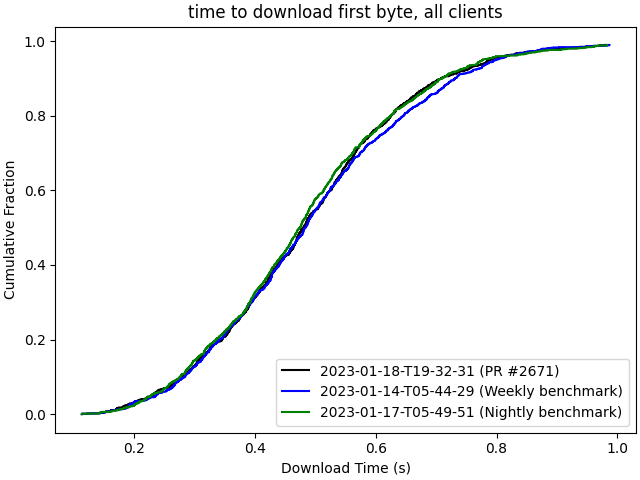 time to download first byte, all clients
1.0
0.8
0.6
0.4
0.2
0.0
Cumulative Fraction
2023-01-18-T19-32-31 (PR #2671)
2023-01-14-T05-44-29 (Weekly benchmark)
2023-01-17-T05-49-51 (Nightly benchmark)
0.2 0.4 0.6 0.8 1.0
Download Time (s)